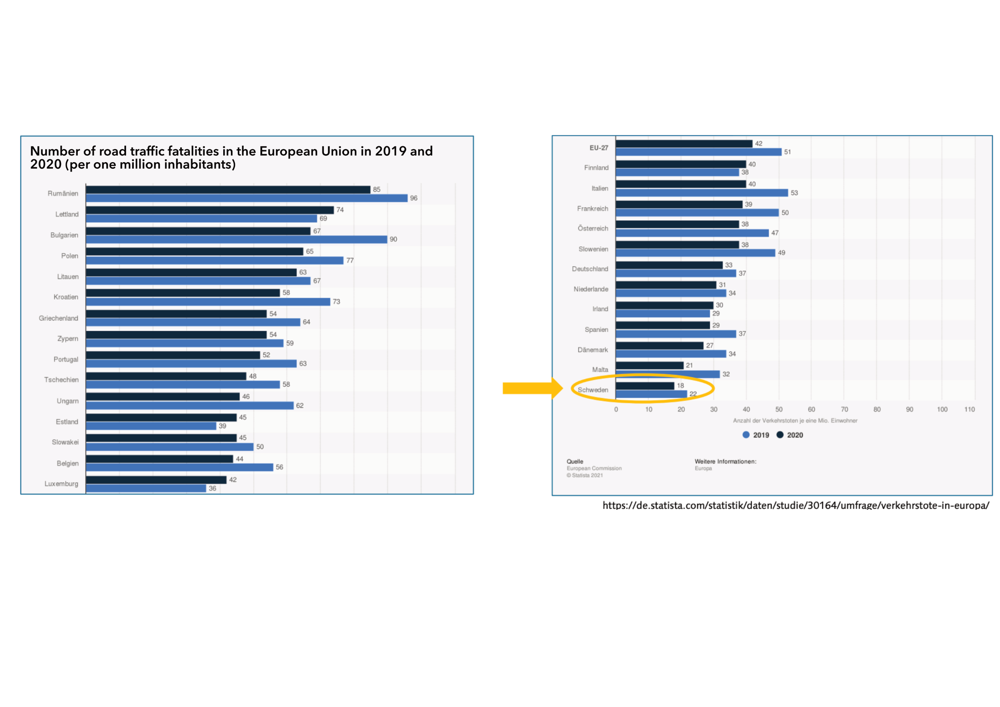 Number of road traffic fatalities in the European Union in 2019 and
2020 (per one million inhabitants)
Rumänien 85 96
Lettland 74 69
Bulgarien 67 90
Polen 65 77
Litauen 63 67
Kroatien 58 73
Griechenland 54 64
Zypern 54 59
Portugal 52 63
Tschechien 48 58
Ungarn 46 62
Estland 45 39
Slowakei 45 50
Belgien 44 56
Luxemburg 42 36
EU-27 42 51
Finnland 40 38
Italien 40 53
Frankreich 39 50
Österreich 38 47
Slowenien 38 49
Deutschland 33 37
Niederlande 31 34
Irland 30 29
Spanien 29 37
Dänemark 27 34
Malta 21 32
Schweden 18 22
0 10 20 30 40 50 60 70 80 90 100 110
Anzahl der Verkehrstoten je eine Mio. Einwohner
2019 2020
Quelle
European Commission
© Statista 2021
Weitere Informationen:
Europa
https://de.statista.com/statistik/daten/studie/30164/umfrage/verkehrstote-in-europa/